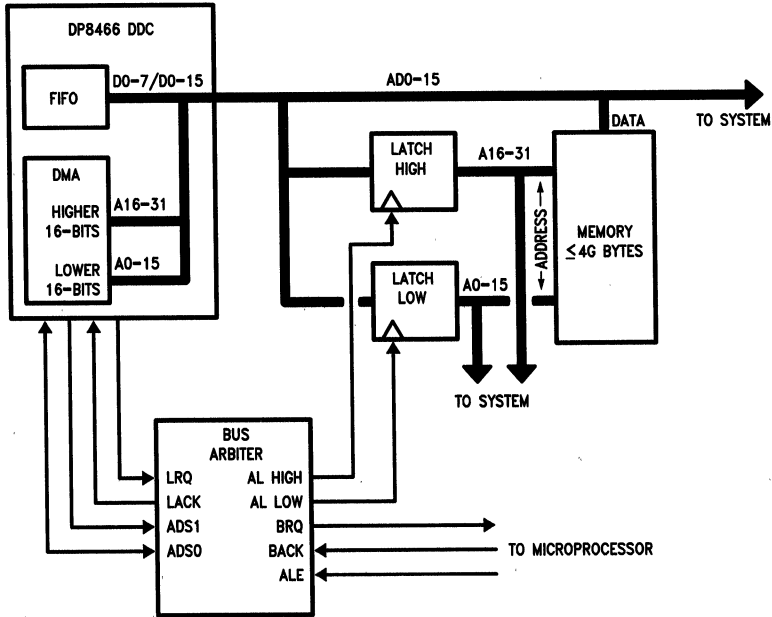 DP8466 DDC
D0-7/D0-15
AD0-15
FIFO
TO SYSTEM
DATA
LATCH
HIGH
A16-31
DMA
HIGHER
16-BITS
A16-31
ADDRESS
MEMORY
≤4G BYTES
LOWER
16-BITS
A0-15
LATCH
LOW
A0-15
TO SYSTEM
BUS
ARBITER
LRQ
AL HIGH
LACK
AL LOW
ADS1
BRQ
ADS0
BACK
TO MICROPROCESSOR
ALE